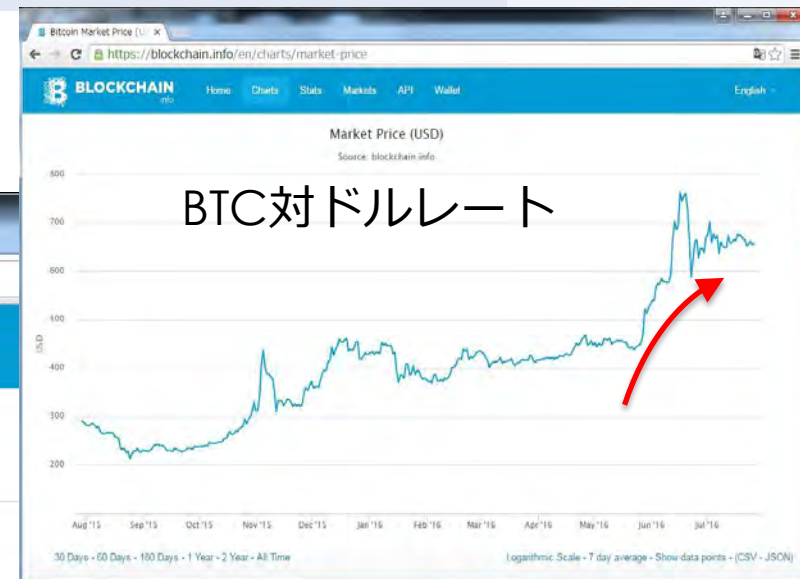 Bitcoin Market Price (U
https://blockchain.info/en/charts/market-price
BLOCKCHAIN
info
Home Charts Stats Markets API Wallet
English
Market Price (USD)
Source: blockchain.info
BTC対ドルレート
800
700
600
500
400
300
200
USD
Aug'15 Sep'15 Oct'15 Nov'15 Dec'15 Jan'16 Feb'16 Mar'16 Apr'16 May'16 Jun'16 Jul'16
30 Days - 60 Days - 180 Days - 1 Year - 2 Year - All Time
Logarithmic Scale - 7 day average - Show data points - (CSV - JSON)